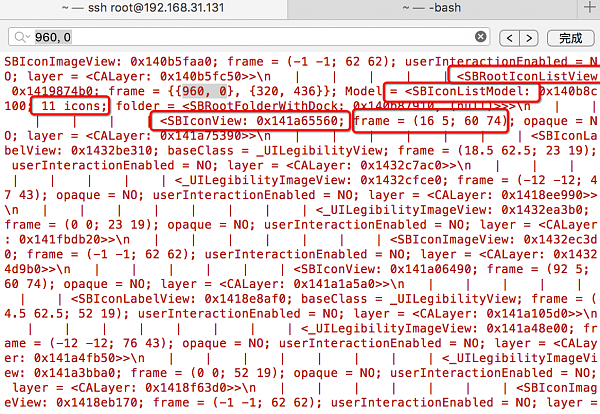 ~ — ssh root@192.168.31.131
~ — -bash
+
960, 0
< >
完成
SBIconImageView: 0x140b5faa0; frame = (-1 -1; 62 62); userInteractionEnabled = N
O; layer = <CALayer: 0x140b5fc50>>\n   |   |   |   |   |   | <SBRootIconListView
0x1419874b0; frame = {{960, 0}, {320, 436}}; Model = <SBIconListModel: 0x140b8c
100; 11 icons; folder = <SBRootFolderWithDock: 0x140b87910, (null)>>>\n   |   |
   |   |   |   |   | <SBIconView: 0x141a65560; frame = (16 5; 60 74); opaque = N
O; layer = <CALayer: 0x141a75390>>\n   |   |   |   |   |   |   |   | <SBIconLa
belView: 0x1432be310; baseClass = _UILegibilityView; frame = (18.5 62.5; 23 19);
 userInteractionEnabled = NO; layer = <CALayer: 0x1432c7ac0>>\n   |   |   |   |
   |   |   |   |   | <_UILegibilityImageView: 0x1432cfce0; frame = (-12 -12; 4
7 43); opaque = NO; userInteractionEnabled = NO; layer = <CALayer: 0x1418ee990>>
\n   |   |   |   |   |   |   |   |   | <_UILegibilityImageView: 0x1432ea3b0;
frame = (0 0; 23 19); opaque = NO; userInteractionEnabled = NO; layer = <CALayer
: 0x141fbdb20>>\n   |   |   |   |   |   |   |   | <SBIconImageView: 0x1432ec3d
0; frame = (-1 -1; 62 62); userInteractionEnabled = NO; layer = <CALayer: 0x1432
4d9b0>>\n   |   |   |   |   |   |   | <SBIconView: 0x141a06490; frame = (92 5;
60 74); opaque = NO; layer = <CALayer: 0x141a1a5a0>>\n   |   |   |   |   |
   |   |   | <SBIconLabelView: 0x1418e8af0; baseClass = _UILegibilityView; frame = (
4.5 62.5; 52 19); userInteractionEnabled = NO; layer = <CALayer: 0x141a105d0>>\n
   |   |   |   |   |   |   |   |   | <_UILegibilityImageView: 0x141a48e00; fr
ame = (-12 -12; 76 43); opaque = NO; userInteractionEnabled = NO; layer = <CALay
er: 0x141a4fb50>>\n   |   |   |   |   |   |   |   |   | <_UILegibilityImageVi
ew: 0x141a3bba0; frame = (0 0; 52 19); opaque = NO; userInteractionEnabled = NO;
 layer = <CALayer: 0x1418f63d0>>\n   |   |   |   |   |   |   |   | <SBIconImag
eView: 0x1418eb170; frame = (-1 -1; 62 62); userInteractionEnabled = NO; layer =